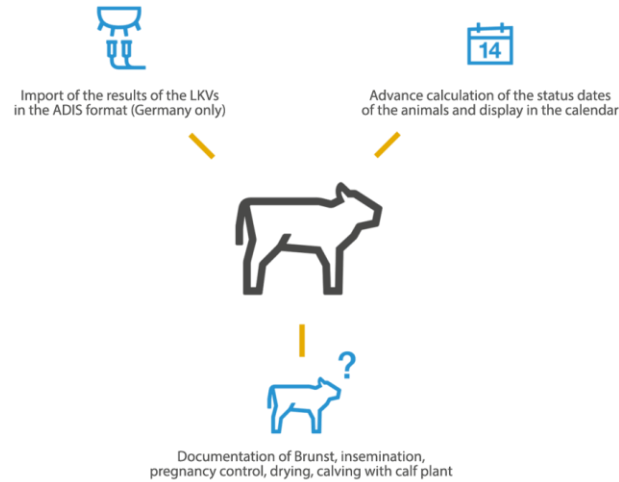 14
Import of the results of the LKVs
in the ADIS format (Germany only)
Advance calculation of the status dates
of the animals and display in the calendar
?
Documentation of Brunst, insemination,
pregnancy control, drying, calving with calf plant